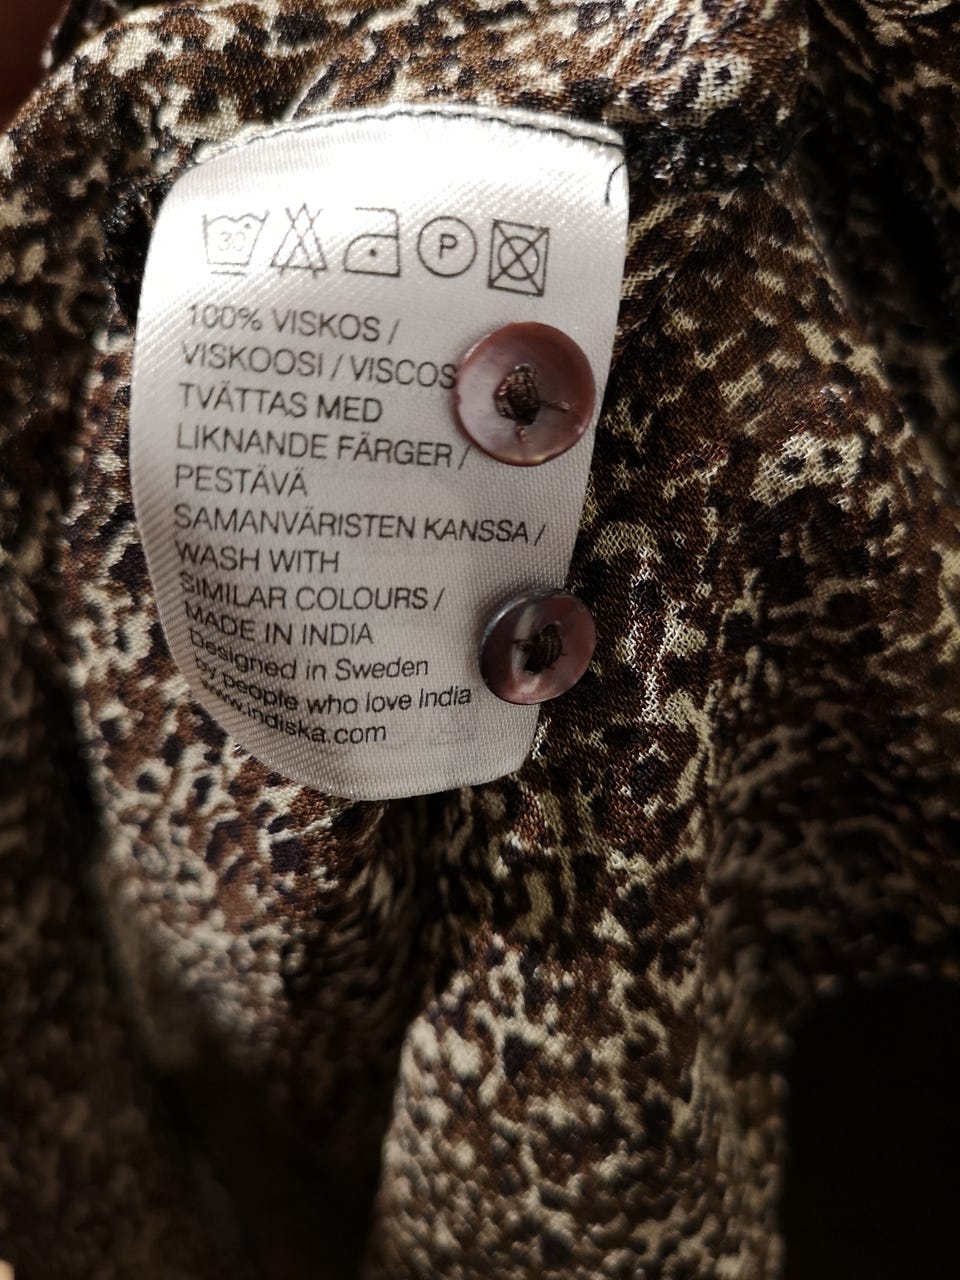 30°
P
100% VISKOS /
VISKOOSI / VISCOS
TVÄTTAS MED
LIKNANDE FÄRGER /
PESTÄVÄ
SAMANVÄRISTEN KANSSA /
WASH WITH
SIMILAR COLOURS /
MADE IN INDIA
Designed in Sweden
by people who love India
www.indiska.com